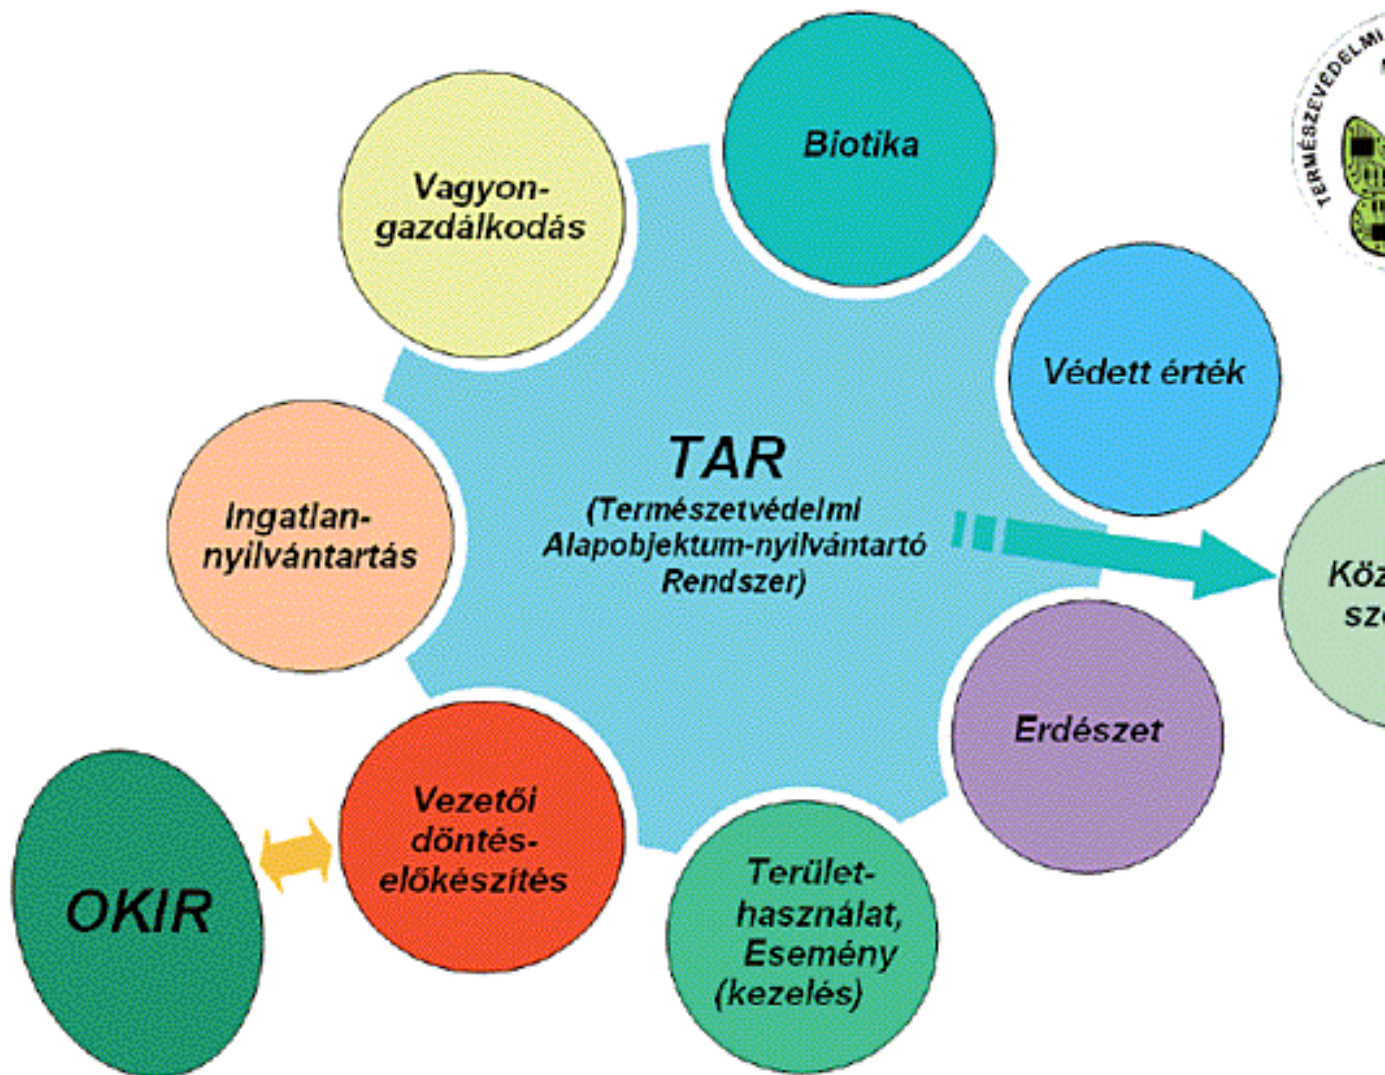 TERMÉSZEVÉDELMI
Biotika
Vagyon-
gazdálkodás
Védett érték
TAR
(Természetvédelmi
Alapobjektum-nyilvántartó
Rendszer)
Ingatlan-
nyilvántartás
Erdészet
Vezetői
döntés-
előkészítés
OKIR
Terület-
használat,
Esemény
(kezelés)